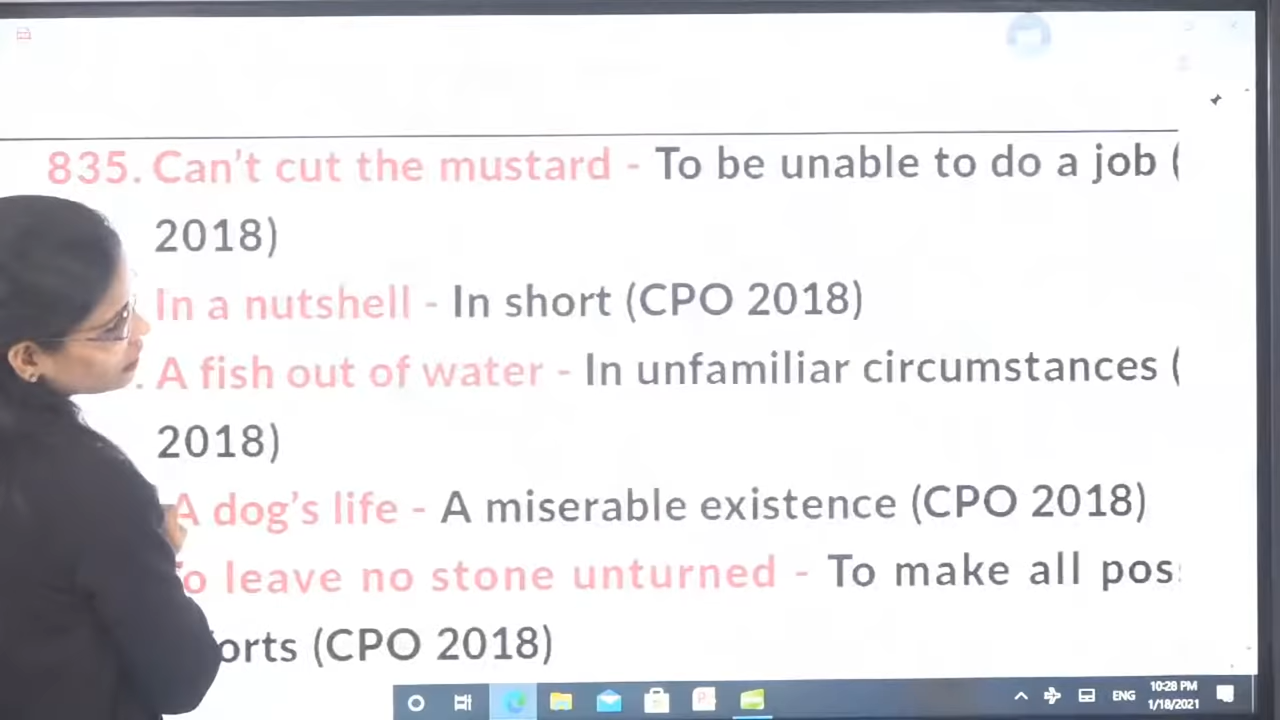 835. Can't cut the mustard - To be unable to do a job (
2018)
In a nutshell - In short (CPO 2018)
. A fish out of water - In unfamiliar circumstances (
2018)
A dog's life - A miserable existence (CPO 2018)
To leave no stone unturned - To make all pos
orts (CPO 2018)
ENG
10:28 PM
1/18/2021